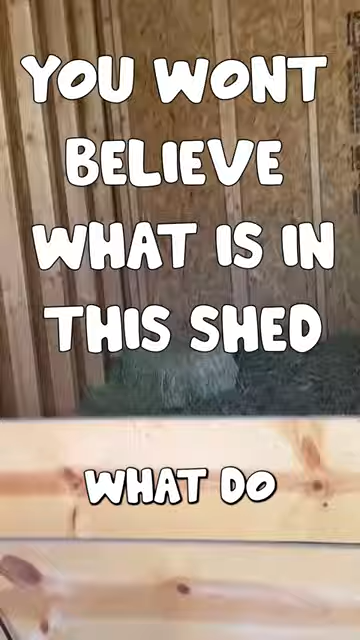 YOU WONT
BELIEVE
WHAT IS IN
THIS SHED
WHAT DO